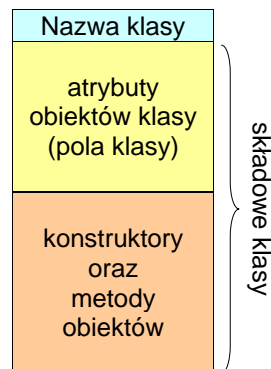 Nazwa klasy
atrybuty
obiektów klasy
(pola klasy)
konstruktory
oraz
metody
obiektów
składowe klasy